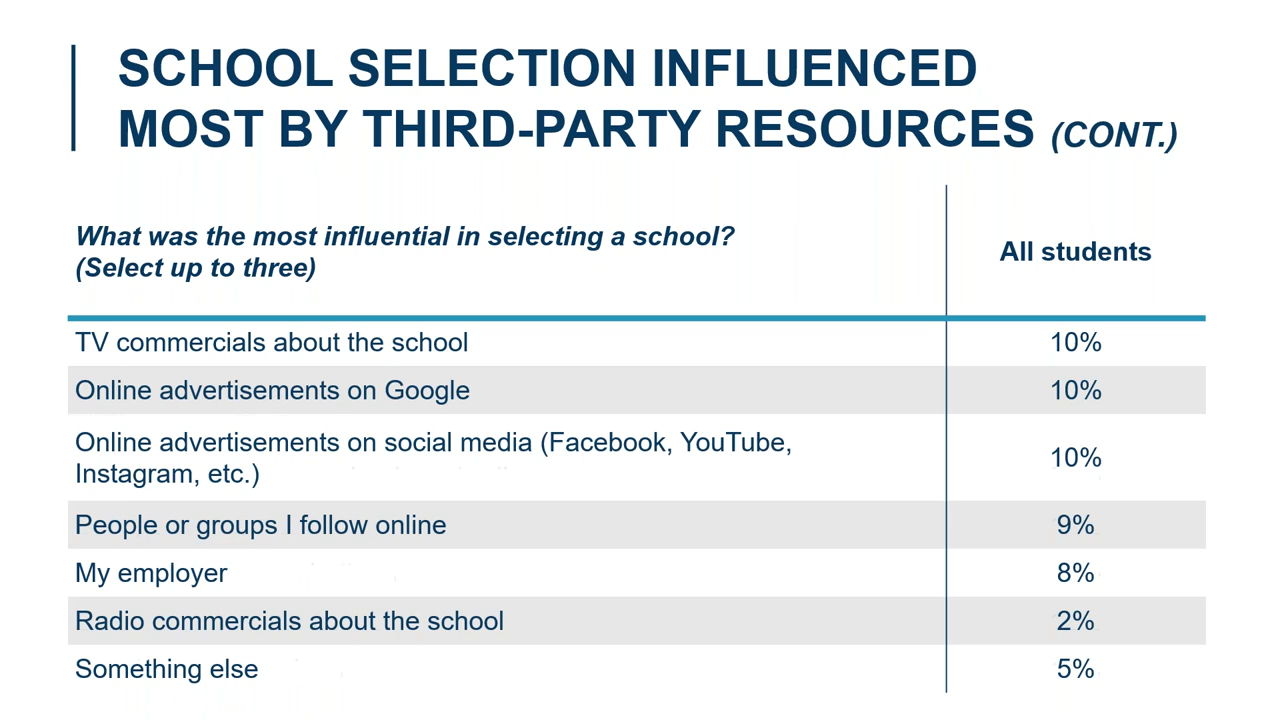 SCHOOL SELECTION INFLUENCED
MOST BY THIRD-PARTY RESOURCES (CONT.)
What was the most influential in selecting a school?
(Select up to three)
All students
TV commercials about the school 10%
Online advertisements on Google 10%
Online advertisements on social media (Facebook, YouTube,
Instagram, etc.) 10%
People or groups I follow online 9%
My employer 8%
Radio commercials about the school 2%
Something else 5%